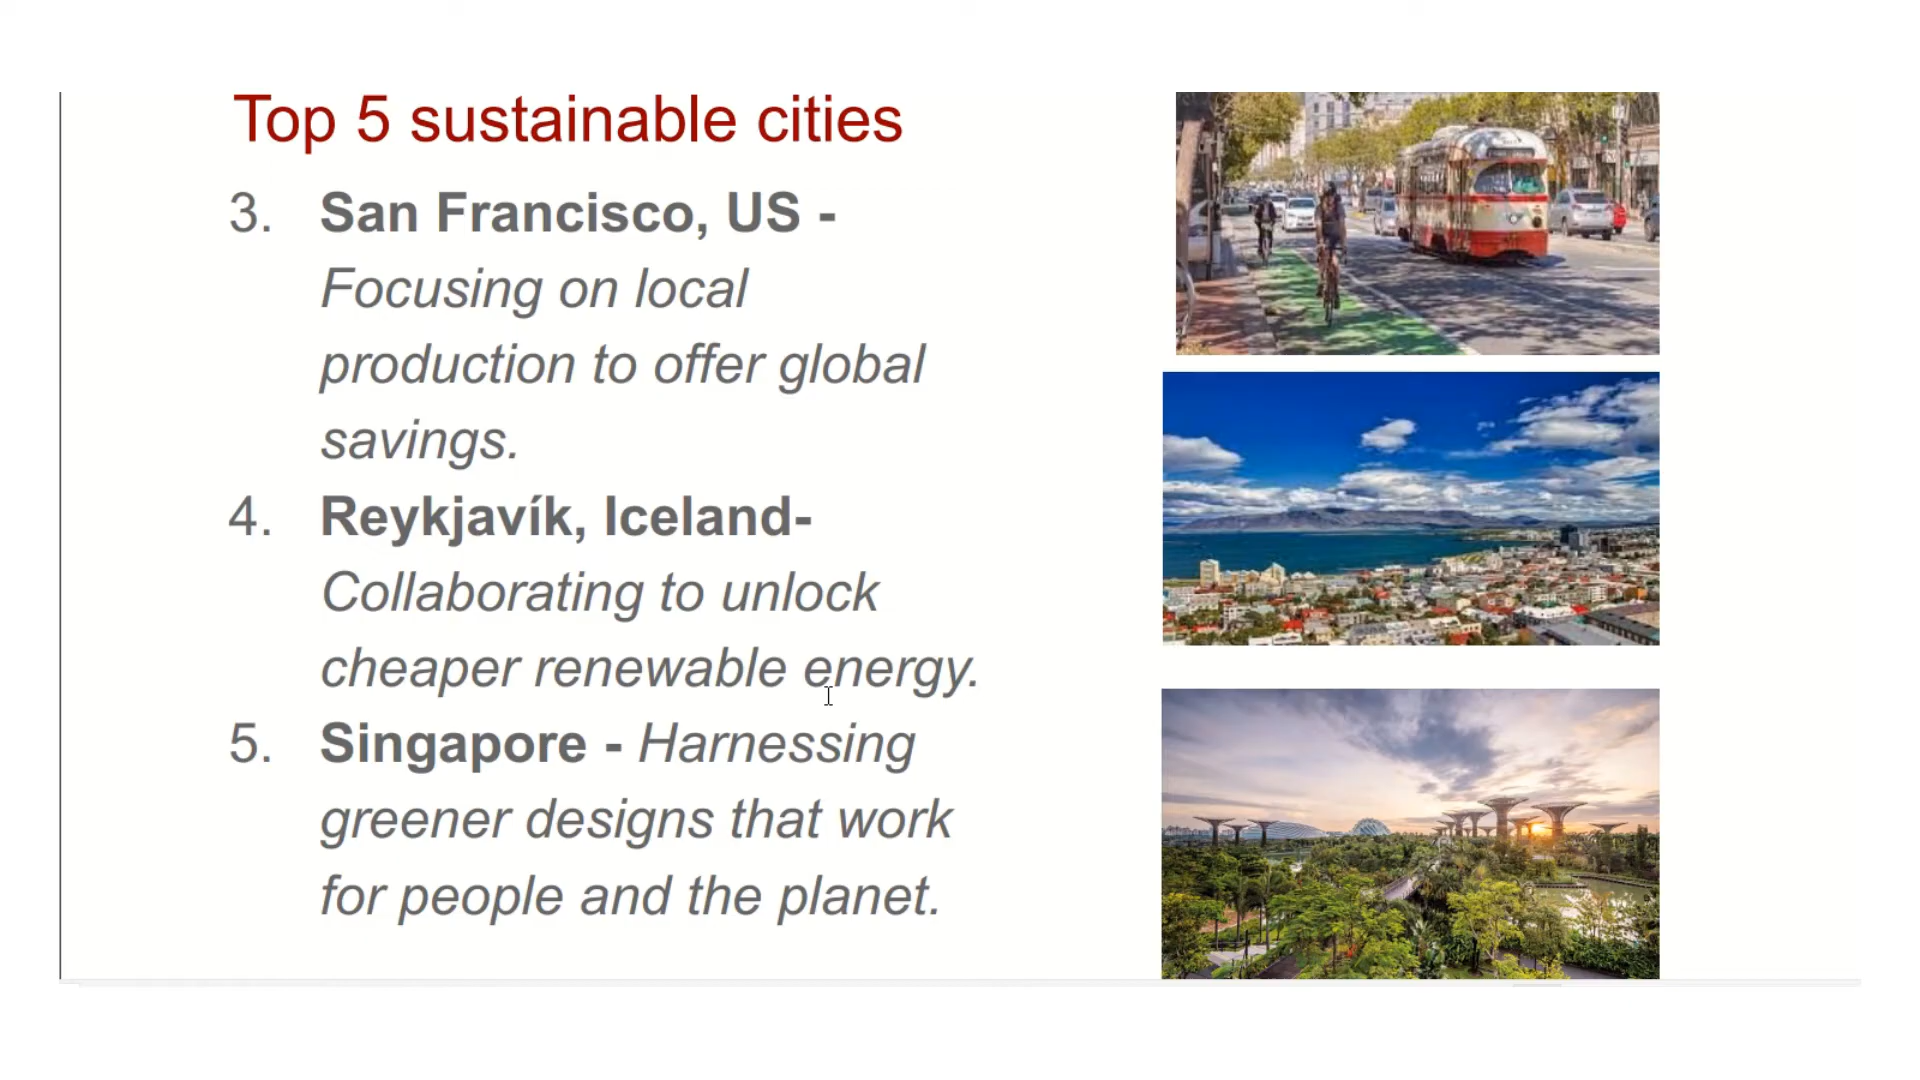 Top 5 sustainable cities
3. San Francisco, US -
Focusing on local
production to offer global
savings.
4. Reykjavík, Iceland-
Collaborating to unlock
cheaper renewable energy.
5. Singapore - Harnessing
greener designs that work
for people and the planet.